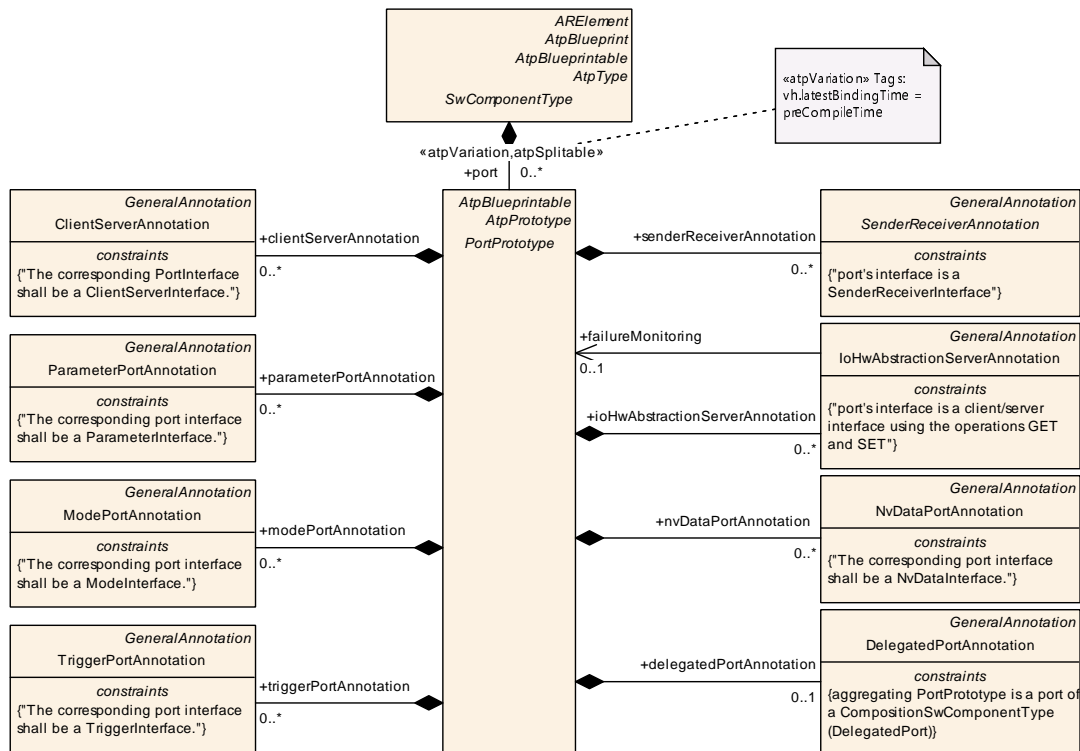 ARElement
AtpBlueprint
AtpBlueprintable
AtpType
SwComponentType
«atpVariation» Tags:
vh.latestBindingTime =
preCompileTime
«atpVariation,atpSplitable»
+port 0..*
AtpBlueprintable
AtpPrototype
PortPrototype
GeneralAnnotation
ClientServerAnnotation
constraints
{"The corresponding PortInterface
shall be a ClientServerInterface."}
+clientServerAnnotation
0..*
GeneralAnnotation
ParameterPortAnnotation
constraints
{"The corresponding port interface
shall be a ParameterInterface."}
+parameterPortAnnotation
0..*
GeneralAnnotation
ModePortAnnotation
constraints
{"The corresponding port interface
shall be a ModeInterface."}
+modePortAnnotation
0..*
GeneralAnnotation
TriggerPortAnnotation
constraints
{"The corresponding port interface
shall be a TriggerInterface."}
+triggerPortAnnotation
0..*
+senderReceiverAnnotation
0..*
GeneralAnnotation
SenderReceiverAnnotation
constraints
{"port's interface is a
SenderReceiverInterface"}
+failureMonitoring
0..1
+ioHwAbstractionServerAnnotation
0..*
GeneralAnnotation
IoHwAbstractionServerAnnotation
constraints
{"port's interface is a client/server
interface using the operations GET
and SET"}
+nvDataPortAnnotation
0..*
GeneralAnnotation
NvDataPortAnnotation
constraints
{"The corresponding port interface
shall be a NvDataInterface."}
+delegatedPortAnnotation
0..1
GeneralAnnotation
DelegatedPortAnnotation
constraints
{aggregating PortPrototype is a port of
a CompositionSwComponentType
(DelegatedPort)}